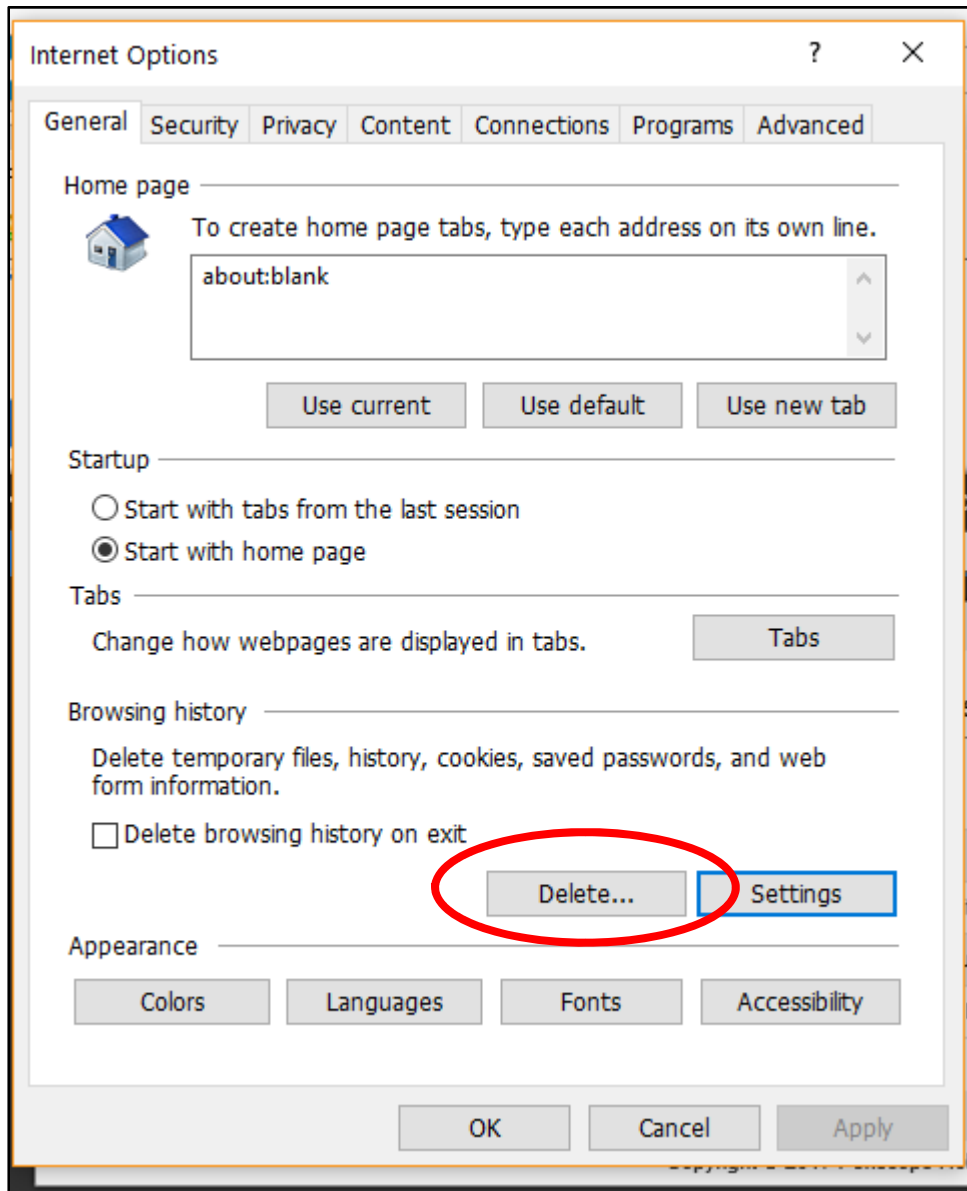 Internet Options ?
General Security Privacy Content Connections Programs Advanced
Home page
To create home page tabs, type each address on its own line.
about:blank
Use current Use default Use new tab
Startup
Start with tabs from the last session
Start with home page
Tabs
Change how webpages are displayed in tabs. Tabs
Browsing history
Delete temporary files, history, cookies, saved passwords, and web
form information.
Delete browsing history on exit
Delete... Settings
Appearance
Colors Languages Fonts Accessibility
OK Cancel Apply